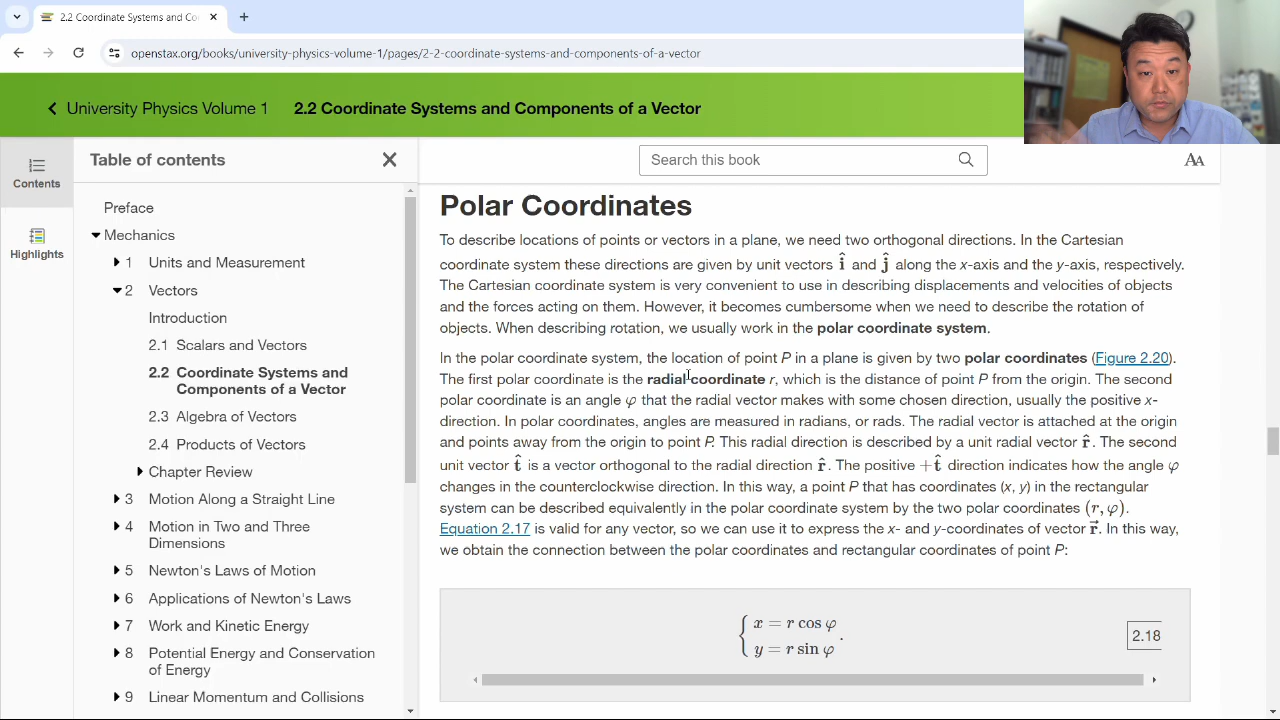 2.2 Coordinate Systems and Co
openstax.org/books/university-physics-volume-1/pages/2-2-coordinate-systems-and-components-of-a-vector
University Physics Volume 1
2.2 Coordinate Systems and Components of a Vector
Contents
Highlights
Table of contents
Preface
Mechanics
1 Units and Measurement
2 Vectors
Introduction
2.1 Scalars and Vectors
2.2 Coordinate Systems and
Components of a Vector
2.3 Algebra of Vectors
2.4 Products of Vectors
Chapter Review
3 Motion Along a Straight Line
4 Motion in Two and Three
Dimensions
5 Newton's Laws of Motion
6 Applications of Newton's Laws
7 Work and Kinetic Energy
8 Potential Energy and Conservation
of Energy
9 Linear Momentum and Collisions
Search this book
AA
Polar Coordinates
To describe locations of points or vectors in a plane, we need two orthogonal directions. In the Cartesian
coordinate system these directions are given by unit vectors î and ĵ along the x-axis and the y-axis, respectively.
The Cartesian coordinate system is very convenient to use in describing displacements and velocities of objects
and the forces acting on them. However, it becomes cumbersome when we need to describe the rotation of
objects. When describing rotation, we usually work in the polar coordinate system.
In the polar coordinate system, the location of point P in a plane is given by two polar coordinates (Figure 2.20).
The first polar coordinate is the radial coordinate r, which is the distance of point P from the origin. The second
polar coordinate is an angle φ that the radial vector makes with some chosen direction, usually the positive x-
direction. In polar coordinates, angles are measured in radians, or rads. The radial vector is attached at the origin
and points away from the origin to point P. This radial direction is described by a unit radial vector r̂. The second
unit vector t̂ is a vector orthogonal to the radial direction r̂. The positive +t̂ direction indicates how the angle φ
changes in the counterclockwise direction. In this way, a point P that has coordinates (x, y) in the rectangular
system can be described equivalently in the polar coordinate system by the two polar coordinates (r, φ).
Equation 2.17 is valid for any vector, so we can use it to express the x- and y-coordinates of vector r⃗. In this way,
we obtain the connection between the polar coordinates and rectangular coordinates of point P:
{ x = r cos φ
y = r sin φ .
2.18